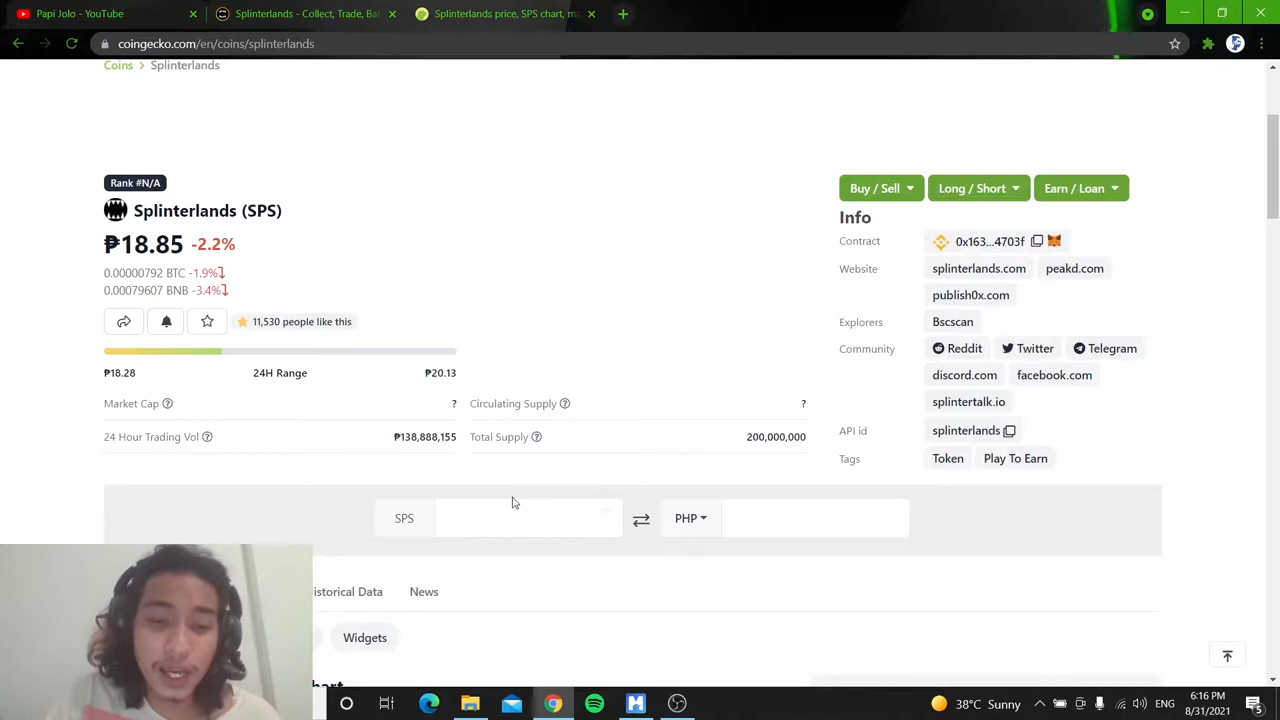 Papi Jolo - YouTube
Splinterlands - Collect, Trade, Ba
Splinterlands price, SPS chart, ma
coingecko.com/en/coins/splinterlands
Coins > Splinterlands
Rank #N/A
Splinterlands (SPS)
₱18.85 -2.2%
0.00000792 BTC -1.9%
0.00079607 BNB -3.4%
11,530 people like this
₱18.28 24H Range ₱20.13
Market Cap ? Circulating Supply ?
24 Hour Trading Vol ₱138,888,155 Total Supply 200,000,000
Buy / Sell Long / Short Earn / Loan
Info
Contract 0x163...4703f
Website splinterlands.com peakd.com
publish0x.com
Explorers Bscscan
Community Reddit Twitter Telegram
discord.com facebook.com
splintertalk.io
API id splinterlands
Tags Token Play To Earn
SPS PHP
istorical Data News
Widgets
38°C Sunny ENG 6:16 PM
8/31/2021 5